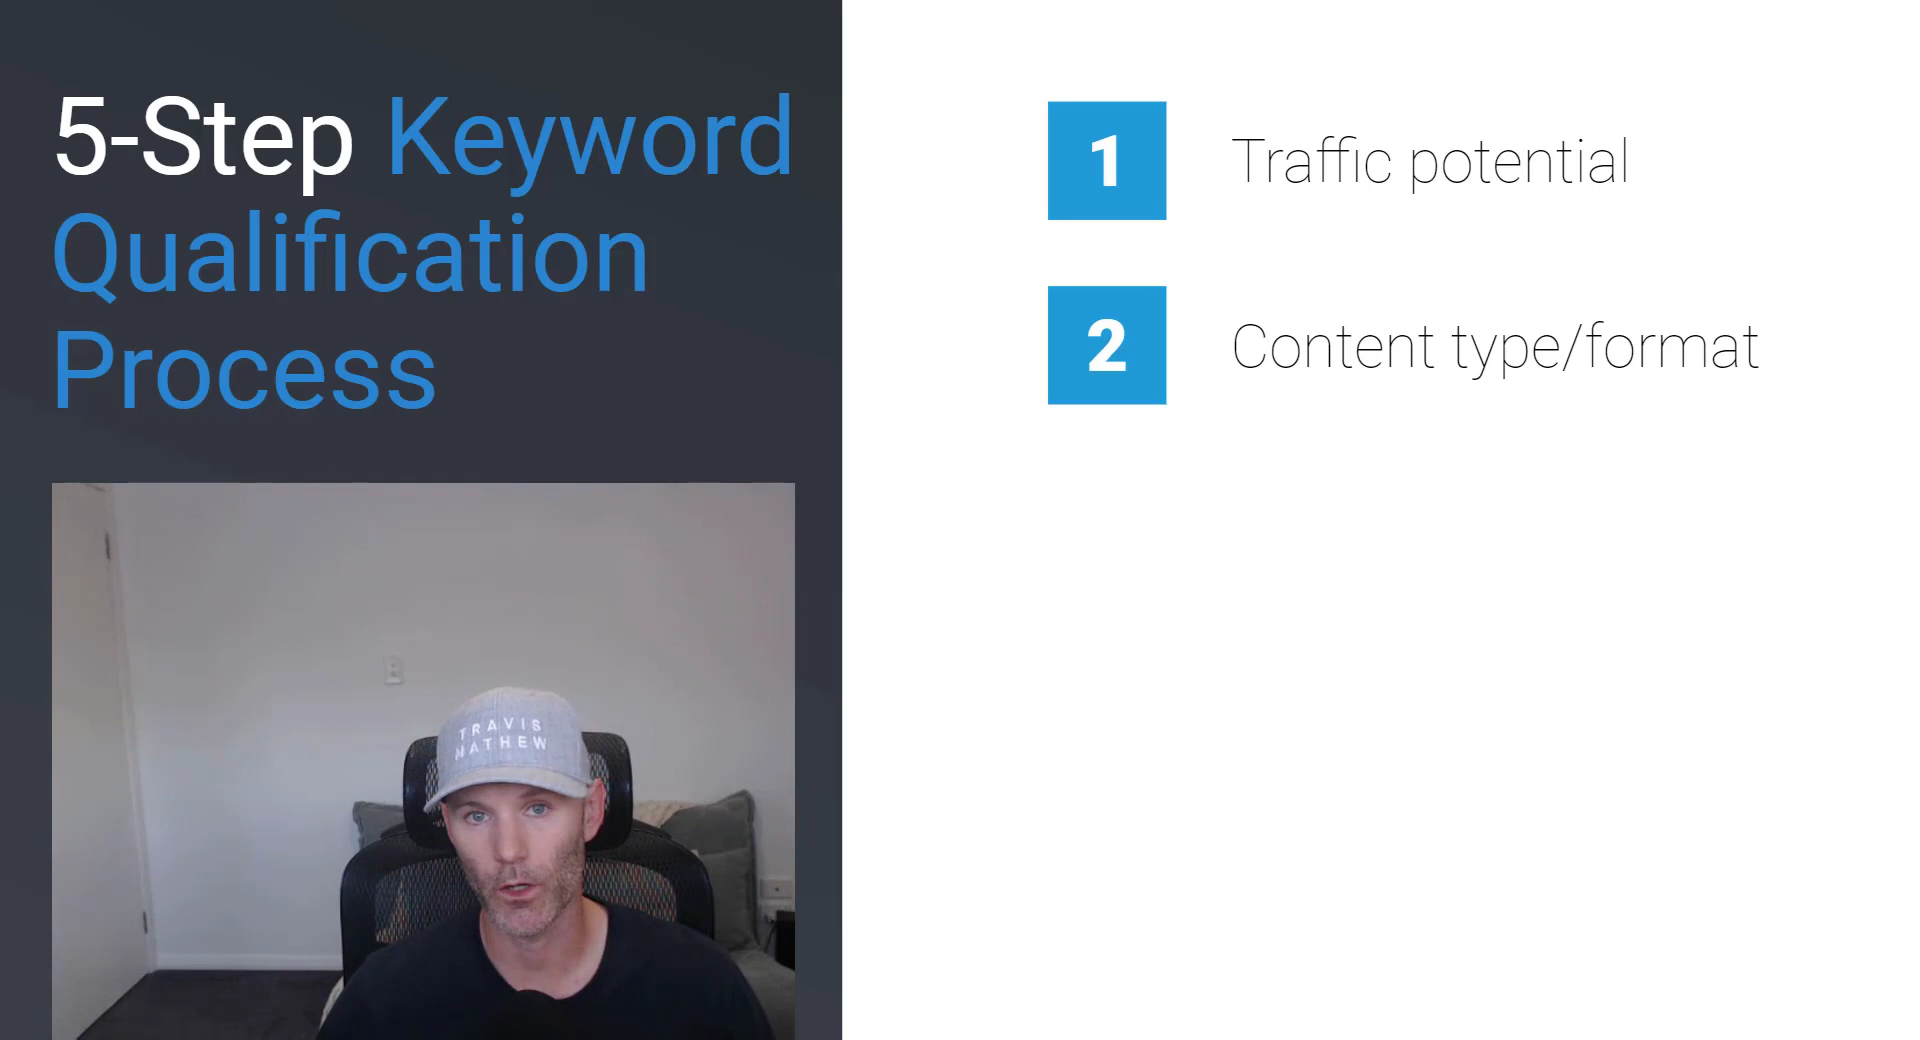 5-Step Keyword
Qualification
Process
1 Traffic potential
2 Content type/format
TRAVIS
MATHEW